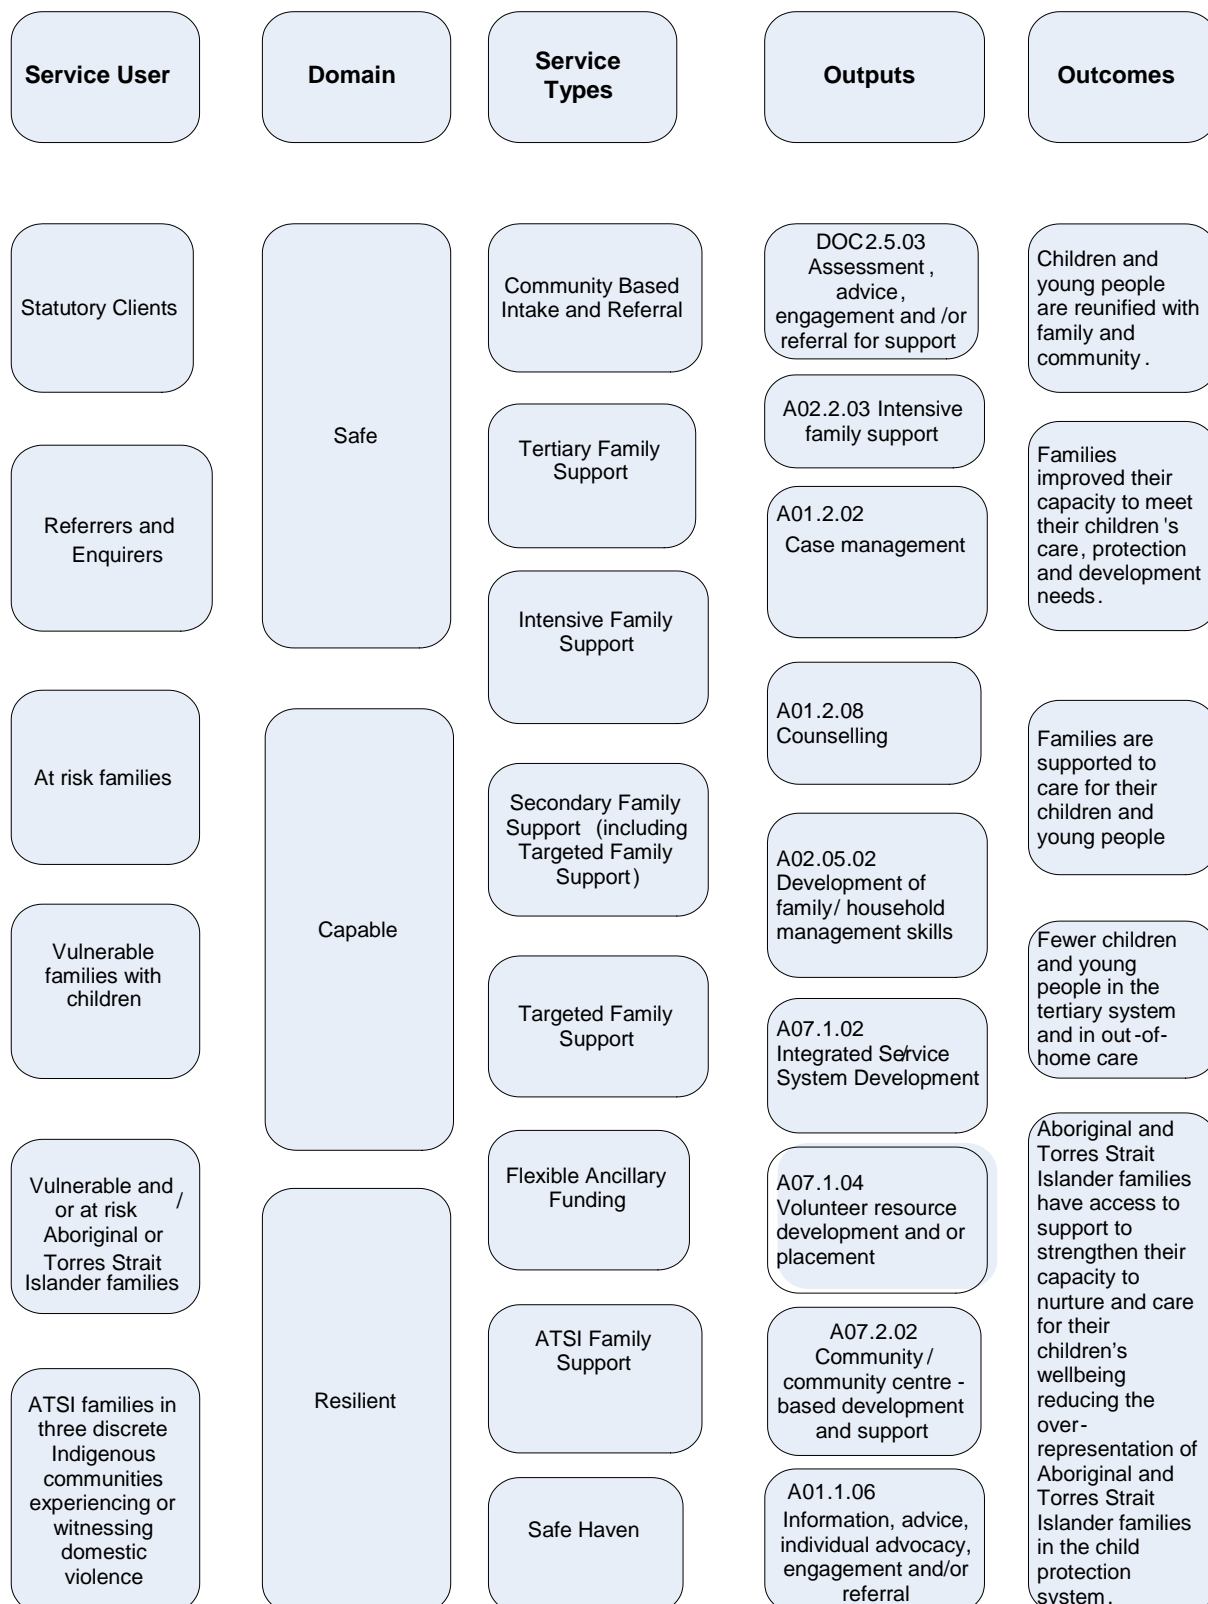 Service User
Domain
Service
Types
Outputs
Outcomes
Statutory Clients
Referrers and
Enquirers
At risk families
Vulnerable
families with
children
Vulnerable and /
or at risk
Aboriginal or
Torres Strait
Islander families
ATSI families in
three discrete
Indigenous
communities
experiencing or
witnessing
domestic
violence
Safe
Capable
Resilient
Community Based
Intake and Referral
Tertiary Family
Support
Intensive Family
Support
Secondary Family
Support (including
Targeted Family
Support)
Targeted Family
Support
Flexible Ancillary
Funding
ATSI Family
Support
Safe Haven
DOC2.5.03
Assessment,
advice,
engagement and /or
referral for support
A02.2.03 Intensive
family support
A01.2.02
Case management
A01.2.08
Counselling
A02.05.02
Development of
family/ household
management skills
A07.1.02
Integrated Service/
System Development
A07.1.04
Volunteer resource
development and or
placement
A07.2.02
Community/
community centre -
based development
and support
A01.1.06
Information, advice,
individual advocacy,
engagement and/or
referral
Children and
young people
are reunified with
family and
community.
Families
improved their
capacity to meet
their children's
care, protection
and development
needs.
Families are
supported to
care for their
children and
young people
Fewer children
and young
people in the
tertiary system
and in out-of-
home care
Aboriginal and
Torres Strait
Islander families
have access to
support to
strengthen their
capacity to
nurture and care
for their
children's
wellbeing
reducing the
over-
representation of
Aboriginal and
Torres Strait
Islander families
in the child
protection
system.